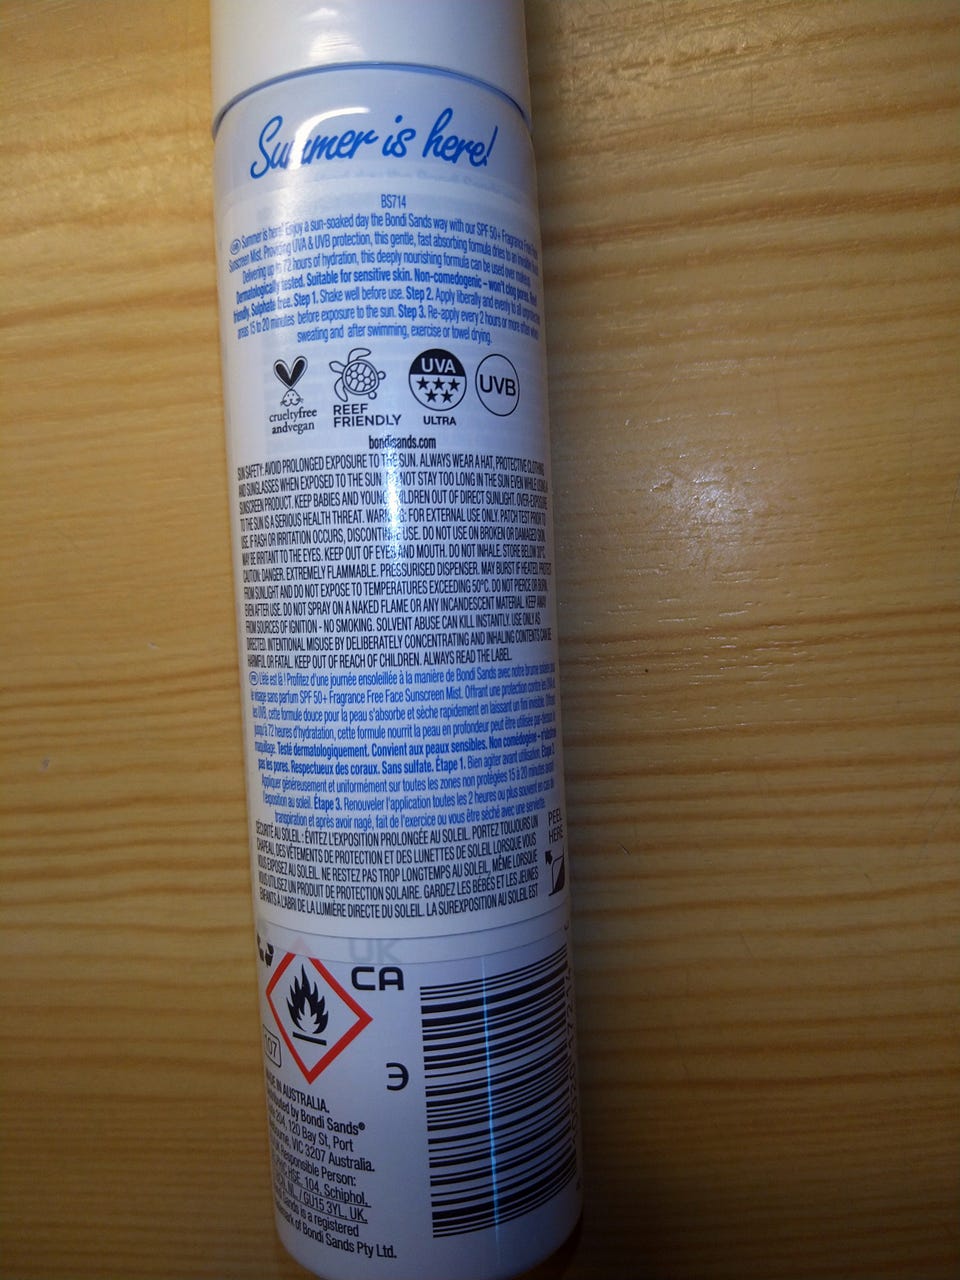 Summer is here!
BS714
GB Summer is here! Enjoy a sun-soaked day the Bondi Sands way with our SPF 50+ Fragrance Free Face
Sunscreen Mist. Providing UVA & UVB protection, this gentle, fast absorbing formula dries to an invisible
Delivering up to 72 hours of hydration, this deeply nourishing formula can be used over makeup.
Dermatologically tested. Suitable for sensitive skin. Non-comedogenic – won't clog pores. Reef
friendly. Sulphate free. Step 1. Shake well before use. Step 2. Apply liberally and evenly to all unprotected
areas 15 to 20 minutes before exposure to the sun. Step 3. Re-apply every 2 hours or more often when
sweating and after swimming, exercise or towel drying.
crueltyfree
andvegan
REEF
FRIENDLY
UVA
ULTRA
UVB
bondisands.com
SUN SAFETY: AVOID PROLONGED EXPOSURE TO THE SUN. ALWAYS WEAR A HAT, PROTECTIVE CLOTHING
AND SUNGLASSES WHEN EXPOSED TO THE SUN. DO NOT STAY TOO LONG IN THE SUN EVEN WHILE USING A
SUNSCREEN PRODUCT. KEEP BABIES AND YOUNG CHILDREN OUT OF DIRECT SUNLIGHT. OVER-EXPOSURE
TO THE SUN IS A SERIOUS HEALTH THREAT. WARNING: FOR EXTERNAL USE ONLY. PATCH TEST PRIOR TO
USE. IF RASH OR IRRITATION OCCURS, DISCONTINUE USE. DO NOT USE ON BROKEN OR DAMAGED SKIN.
MAY BE IRRITANT TO THE EYES. KEEP OUT OF EYES AND MOUTH. DO NOT INHALE. STORE BELOW 30°C.
CAUTION: DANGER. EXTREMELY FLAMMABLE. PRESSURISED DISPENSER. MAY BURST IF HEATED. PROTECT
FROM SUNLIGHT AND DO NOT EXPOSE TO TEMPERATURES EXCEEDING 50°C. DO NOT PIERCE OR BURN,
EVEN AFTER USE. DO NOT SPRAY ON A NAKED FLAME OR ANY INCANDESCENT MATERIAL. KEEP AWAY
FROM SOURCES OF IGNITION - NO SMOKING. SOLVENT ABUSE CAN KILL INSTANTLY. USE ONLY AS
DIRECTED. INTENTIONAL MISUSE BY DELIBERATELY CONCENTRATING AND INHALING CONTENTS CAN BE
HARMFUL OR FATAL. KEEP OUT OF REACH OF CHILDREN. ALWAYS READ THE LABEL.
FR L'été est là ! Profitez d'une journée ensoleillée à la manière de Bondi Sands avec notre brume solaire pour
le visage sans parfum SPF 50+ Fragrance Free Face Sunscreen Mist. Offrant une protection contre les UVA et
les UVB, cette formule douce pour la peau s'absorbe et sèche rapidement en laissant un fini invisible. Offrant
jusqu'à 72 heures d'hydratation, cette formule nourrit la peau en profondeur peut être utilisée par-dessus le
maquillage. Testé dermatologiquement. Convient aux peaux sensibles. Non comédogène – n'obstrue
pas les pores. Respectueux des coraux. Sans sulfate. Étape 1. Bien agiter avant utilisation. Étape 2.
Appliquer généreusement et uniformément sur toutes les zones non protégées 15 à 20 minutes avant
l'exposition au soleil. Étape 3. Renouveler l'application toutes les 2 heures ou plus souvent en cas de
transpiration et après avoir nagé, fait de l'exercice ou vous être séché avec une serviette.
SÉCURITÉ AU SOLEIL : ÉVITEZ L'EXPOSITION PROLONGÉE AU SOLEIL. PORTEZ TOUJOURS UN
CHAPEAU, DES VÊTEMENTS DE PROTECTION ET DES LUNETTES DE SOLEIL LORSQUE VOUS
VOUS EXPOSEZ AU SOLEIL. NE RESTEZ PAS TROP LONGTEMPS AU SOLEIL, MÊME LORSQUE
VOUS UTILISEZ UN PRODUIT DE PROTECTION SOLAIRE. GARDEZ LES BÉBÉS ET LES JEUNES
ENFANTS À L'ABRI DE LA LUMIÈRE DIRECTE DU SOLEIL. LA SUREXPOSITION AU SOLEIL EST
PEEL
HERE
UK
CA
107
MADE IN AUSTRALIA.
Distributed by Bondi Sands®
204, 120 Bay St, Port
Melbourne, VIC 3207 Australia.
Responsible Person:
HSE, 104, Schiphol,
NL. / GU15 3YL, UK.
Bondi Sands is a registered
trademark of Bondi Sands Pty Ltd.